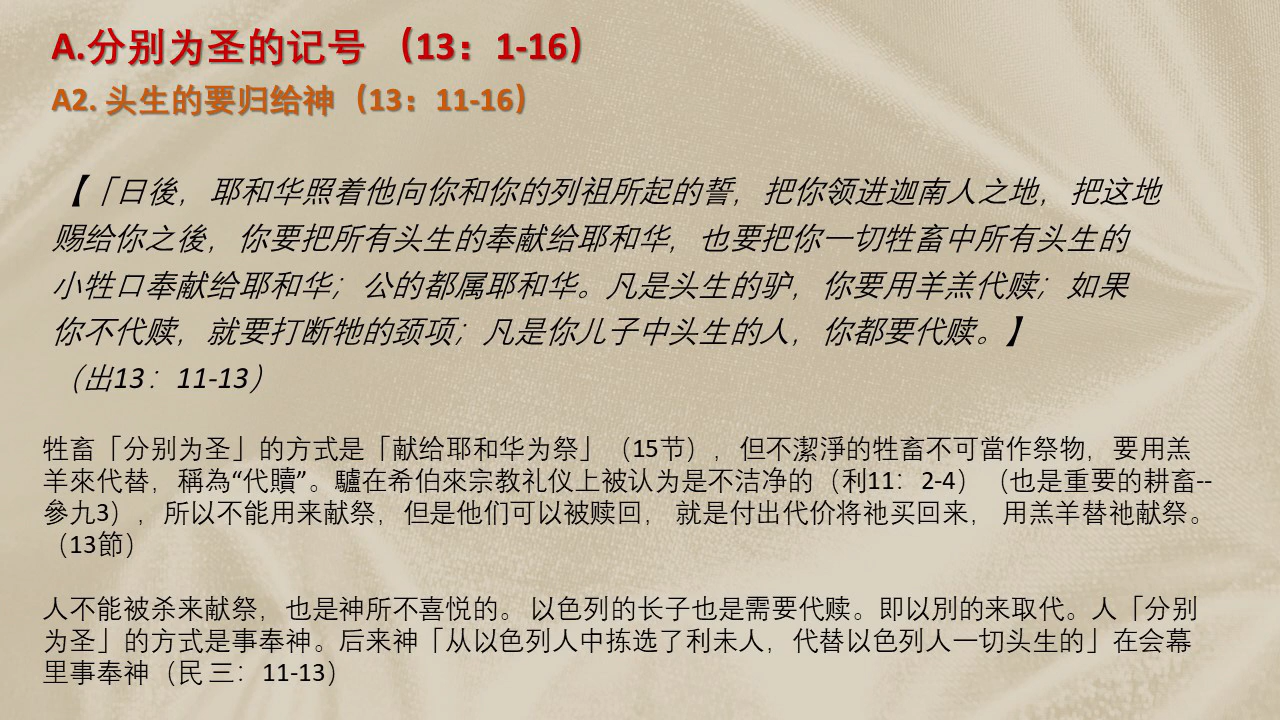 A.分别为圣的记号 （13：1-16）
A2. 头生的要归给神（13：11-16）
【「日後，耶和华照着他向你和你的列祖所起的誓，把你领进迦南人之地，把这地
赐给你之後，你要把所有头生的奉献给耶和华，也要把你一切牲畜中所有头生的
小牲口奉献给耶和华；公的都属耶和华。凡是头生的驴，你要用羊羔代赎；如果
你不代赎，就要打断牠的颈项；凡是你儿子中头生的人，你都要代赎。】
（出13：11-13）
牲畜「分别为圣」的方式是「献给耶和华为祭」（15节），但不潔淨的牲畜不可當作祭物，要用羔
羊來代替，稱為“代贖”。驢在希伯來宗教礼仪上被认为是不洁净的（利11：2-4）（也是重要的耕畜--
參九3），所以不能用来献祭，但是他们可以被赎回， 就是付出代价将祂买回来， 用羔羊替祂献祭。
（13節）
人不能被杀来献祭，也是神所不喜悦的。 以色列的长子也是需要代赎。即以別的来取代。人「分别
为圣」的方式是事奉神。后来神「从以色列人中拣选了利未人，代替以色列人一切头生的」在会幕
里事奉神（民 三：11-13）